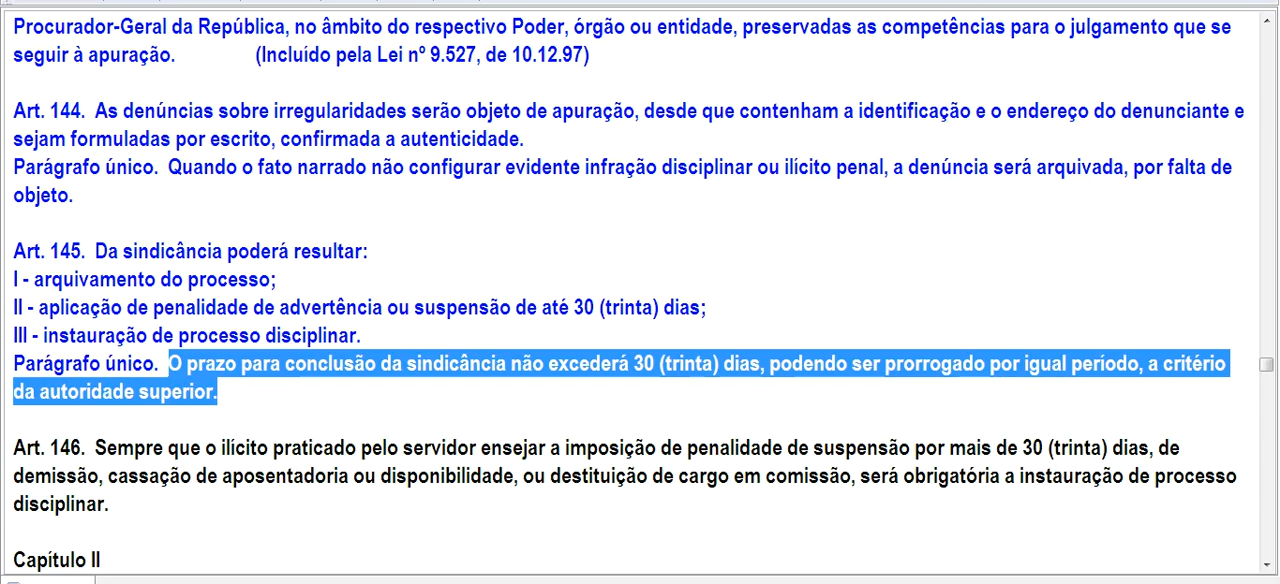 Procurador-Geral da República, no âmbito do respectivo Poder, órgão ou entidade, preservadas as competências para o julgamento que se
seguir à apuração. (Incluído pela Lei nº 9.527, de 10.12.97)
Art. 144. As denúncias sobre irregularidades serão objeto de apuração, desde que contenham a identificação e o endereço do denunciante e
sejam formuladas por escrito, confirmada a autenticidade.
Parágrafo único. Quando o fato narrado não configurar evidente infração disciplinar ou ilícito penal, a denúncia será arquivada, por falta de
objeto.
Art. 145. Da sindicância poderá resultar:
I - arquivamento do processo;
II - aplicação de penalidade de advertência ou suspensão de até 30 (trinta) dias;
III - instauração de processo disciplinar.
Parágrafo único. O prazo para conclusão da sindicância não excederá 30 (trinta) dias, podendo ser prorrogado por igual período, a critério
da autoridade superior.
Art. 146. Sempre que o ilícito praticado pelo servidor ensejar a imposição de penalidade de suspensão por mais de 30 (trinta) dias, de
demissão, cassação de aposentadoria ou disponibilidade, ou destituição de cargo em comissão, será obrigatória a instauração de processo
disciplinar.
Capítulo II